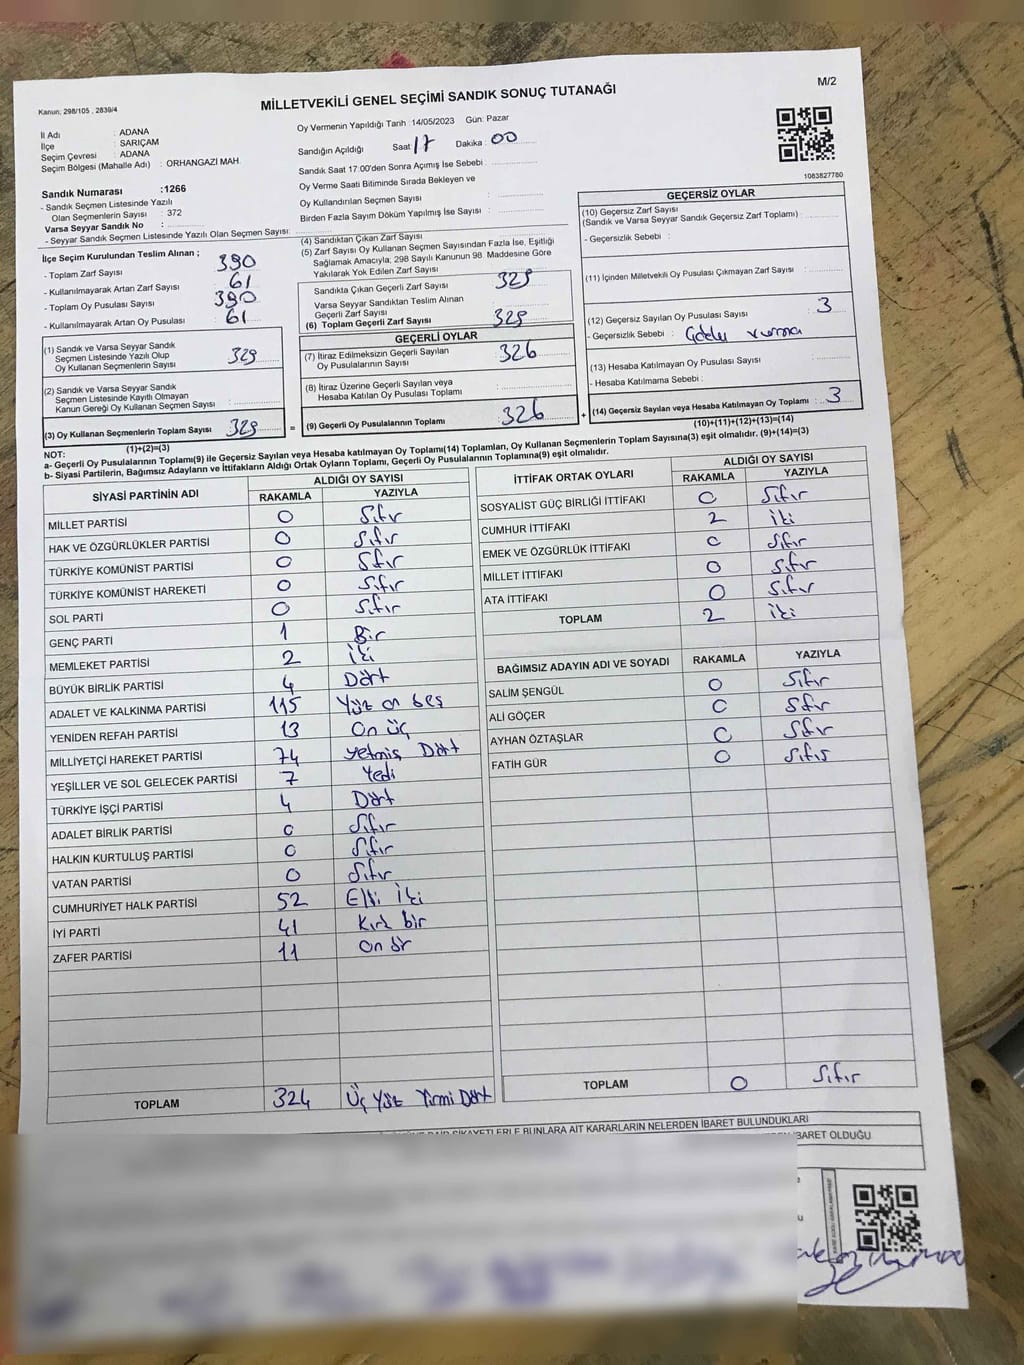 M/2
Kanun: 298/105 , 2839/4
MİLLETVEKİLİ GENEL SEÇİMİ SANDIK SONUÇ TUTANAĞI
İl Adı : ADANA
İlçe : SARIÇAM
Seçim Çevresi : ADANA
Seçim Bölgesi (Mahalle Adı) : ORHANGAZİ MAH.
Oy Vermenin Yapıldığı Tarih :14/05/2023 Gün: Pazar
Sandığın Açıldığı Saat 17 Dakika : 00
Sandık Saat 17:00'den Sonra Açımış İse Sebebi :
Oy Verme Saati Bitiminde Sırada Bekleyen ve
Oy Kullandırılan Seçmen Sayısı :
Birden Fazla Sayım Döküm Yapılmış İse Sayısı :
1083827780
Sandık Numarası :1266
- Sandık Seçmen Listesinde Yazılı
Olan Seçmenlerin Sayısı : 372
Varsa Seyyar Sandık No :
- Seyyar Sandık Seçmen Listesinde Yazılı Olan Seçmen Sayısı:
İlçe Seçim Kurulundan Teslim Alınan ;
- Toplam Zarf Sayısı 390
- Kullanılmayarak Artan Zarf Sayısı 61
- Toplam Oy Pusulası Sayısı 390
- Kullanılmayarak Artan Oy Pusulası 61
(1) Sandık ve Varsa Seyyar Sandık
Seçmen Listesinde Yazılı Olup
Oy Kullanan Seçmenlerin Sayısı 329
(2) Sandık ve Varsa Seyyar Sandık
Seçmen Listesinde Kayıtlı Olmayan
Kanun Gereği Oy Kullanan Seçmen Sayısı
(3) Oy Kullanan Seçmenlerin Toplam Sayısı 329
(1)+(2)=(3)
(4) Sandıktan Çıkan Zarf Sayısı
(5) Zarf Sayısı Oy Kullanan Seçmen Sayısından Fazla İse, Eşitliği
Sağlamak Amacıyla; 298 Sayılı Kanunun 98. Maddesine Göre
Yakılarak Yok Edilen Zarf Sayısı
Sandıkta Çıkan Geçerli Zarf Sayısı 329
Varsa Seyyar Sandıktan Teslim Alınan
Geçerli Zarf Sayısı
(6) Toplam Geçerli Zarf Sayısı 329
GEÇERLİ OYLAR
(7) İtiraz Edilmeksizin Geçerli Sayılan
Oy Pusulalarının Sayısı 326
(8) İtiraz Üzerine Geçerli Sayılan veya
Hesaba Katılan Oy Pusulası Toplamı
= (9) Geçerli Oy Pusulalarının Toplamı 326 +
GEÇERSİZ OYLAR
(10) Geçersiz Zarf Sayısı
(Sandık ve Varsa Seyyar Sandık Geçersiz Zarf Toplamı) :
- Geçersizlik Sebebi :
(11) İçinden Milletvekili Oy Pusulası Çıkmayan Zarf Sayısı :
(12) Geçersiz Sayılan Oy Pusulası Sayısı : 3
- Geçersizlik Sebebi :
(13) Hesaba Katılmayan Oy Pusulası Sayısı :
- Hesaba Katılmama Sebebi :
(14) Geçersiz Sayılan veya Hesaba Katılmayan Oy Toplamı : 3
(10)+(11)+(12)+(13)=(14)
NOT:
a- Geçerli Oy Pusulalarının Toplamı(9) ile Geçersiz Sayılan veya Hesaba katılmayan Oy Toplamı(14) Toplamları, Oy Kullanan Seçmenlerin Toplam Sayısına(3) eşit olmalıdır. (9)+(14)=(3)
b- Siyasi Partilerin, Bağımsız Adayların ve İttifakların Aldığı Ortak Oyların Toplamı, Geçerli Oy Pusulalarının Toplamına(9) eşit olmalıdır.
SİYASİ PARTİNİN ADI ALDIĞI OY SAYISI
RAKAMLA YAZIYLA
MİLLET PARTİSİ 0 Sıfır
HAK VE ÖZGÜRLÜKLER PARTİSİ 0 Sıfır
TÜRKİYE KOMÜNİST PARTİSİ 0 Sıfır
TÜRKİYE KOMÜNİST HAREKETİ 0 Sıfır
SOL PARTİ 0 Sıfır
GENÇ PARTİ 1 Bir
MEMLEKET PARTİSİ 2 İki
BÜYÜK BİRLİK PARTİSİ 4 Dört
ADALET VE KALKINMA PARTİSİ 115 Yüz on beş
YENİDEN REFAH PARTİSİ 13 On üç
MİLLİYETÇİ HAREKET PARTİSİ 74 Yetmiş Dört
YEŞİLLER VE SOL GELECEK PARTİSİ 7 Yedi
TÜRKİYE İŞÇİ PARTİSİ 4 Dört
ADALET BİRLİK PARTİSİ 0 Sıfır
HALKIN KURTULUŞ PARTİSİ 0 Sıfır
VATAN PARTİSİ 0 Sıfır
CUMHURİYET HALK PARTİSİ 52 Elli İki
İYİ PARTİ 41 Kırk bir
ZAFER PARTİSİ 11 On bir
TOPLAM 324 Üç Yüz Yirmi Dört
İTTİFAK ORTAK OYLARI ALDIĞI OY SAYISI
RAKAMLA YAZIYLA
SOSYALİST GÜÇ BİRLİĞİ İTTİFAKI 0 Sıfır
CUMHUR İTTİFAKI 2 İki
EMEK VE ÖZGÜRLÜK İTTİFAKI 0 Sıfır
MİLLET İTTİFAKI 0 Sıfır
ATA İTTİFAKI 0 Sıfır
TOPLAM 2 İki
BAĞIMSIZ ADAYIN ADI VE SOYADI RAKAMLA YAZIYLA
SALİM ŞENGÜL 0 Sıfır
ALİ GÖÇER 0 Sıfır
AYHAN ÖZTAŞLAR 0 Sıfır
FATİH GÜR 0 Sıfır
TOPLAM 0 Sıfır
BUNLARA AİT KARARLARIN NELERDEN İBARET BULUNDUKLARI
İBARET OLDUĞU